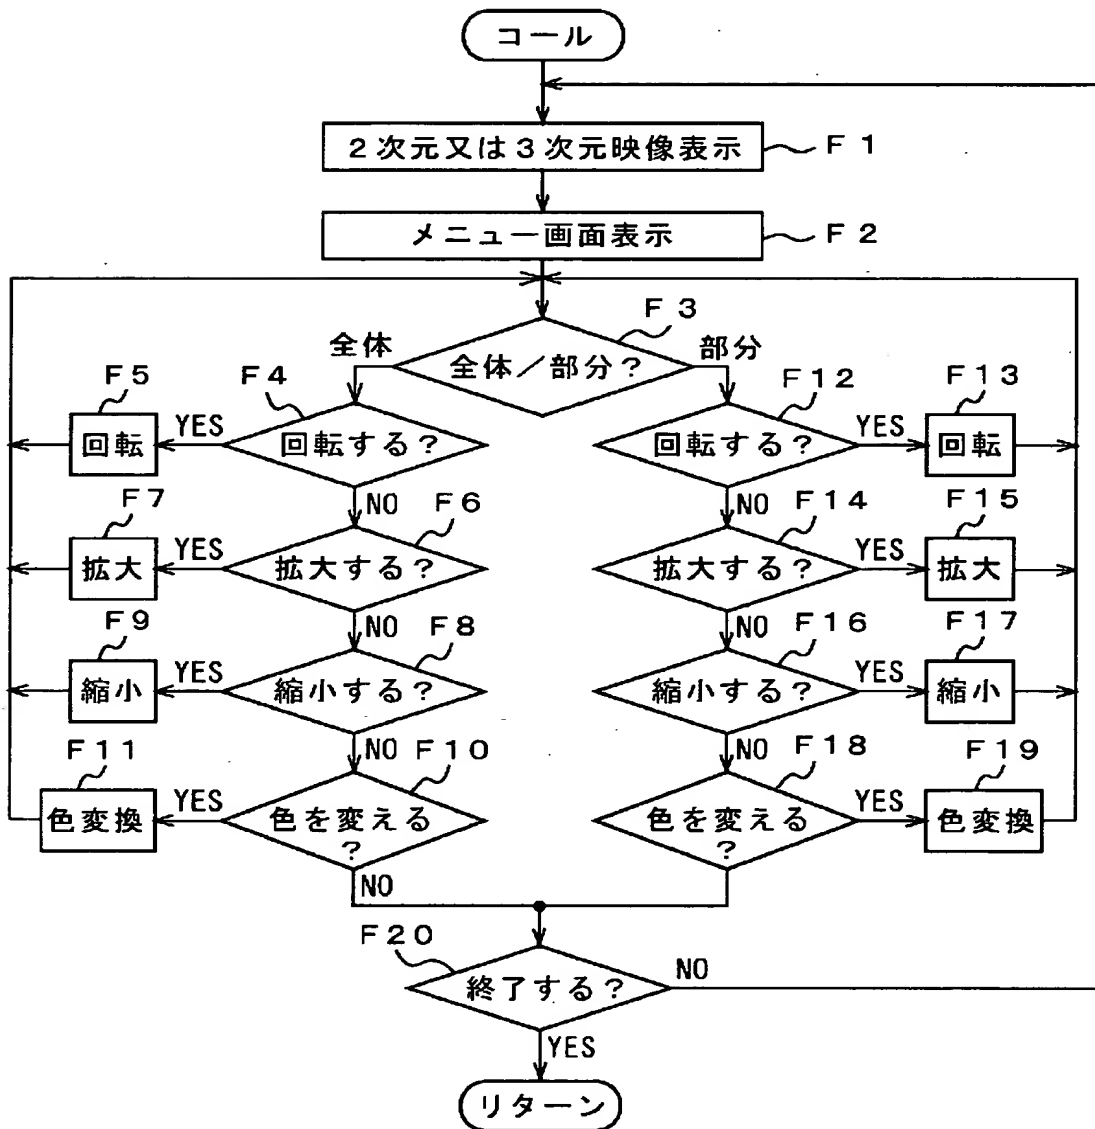 コール
2次元又は3次元映像表示
F1
メニュー画面表示
F2
F3
全体
全体/部分?
部分
F5
F4
F12
F13
回転
YES
回転する?
回転する?
YES
回転
F7
NO
F6
NO
F14
F15
拡大
YES
拡大する?
拡大する?
YES
拡大
F9
NO
F8
NO
F16
F17
縮小
YES
縮小する?
縮小する?
YES
縮小
F11
NO
F10
NO
F18
F19
色変換
YES
色を変える
?
色を変える
?
YES
色変換
NO
F20
終了する?
NO
YES
リターン